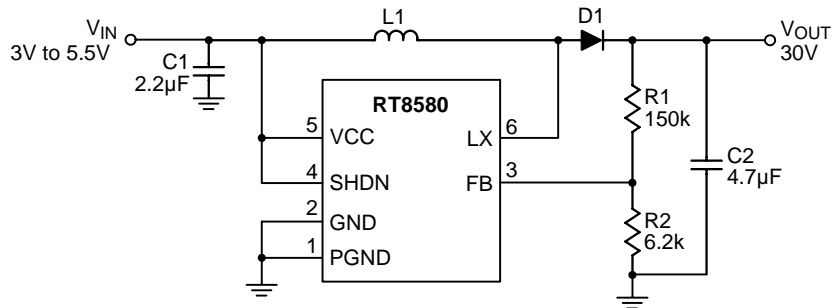 VIN
3V to 5.5V
C1
2.2µF
L1
D1
VOUT
30V
RT8580
5
VCC
4
SHDN
2
GND
1
PGND
LX
6
FB
3
R1
150k
R2
6.2k
C2
4.7µF